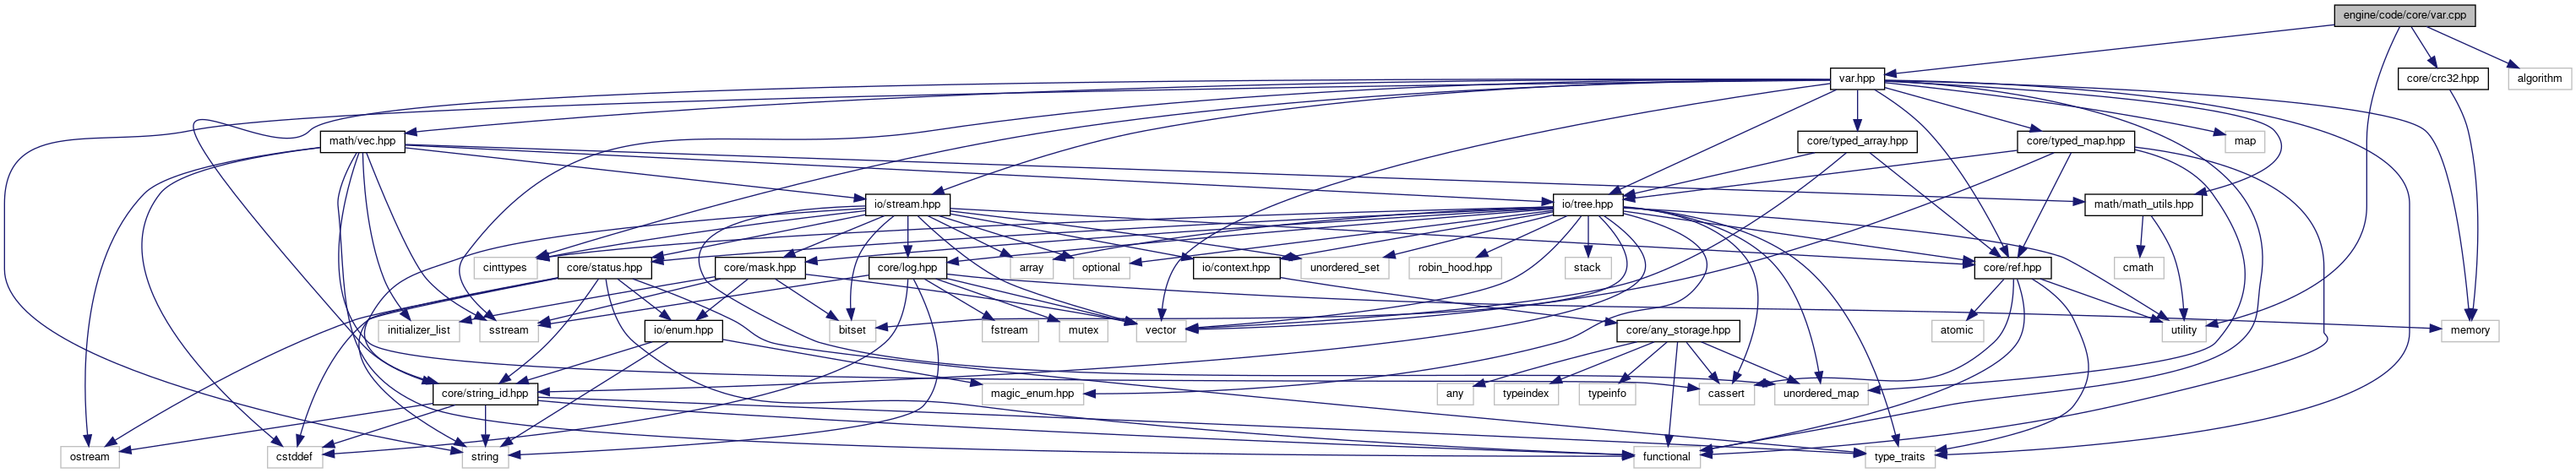 engine/code/core/var.cpp
var.hpp
core/crc32.hpp
algorithm
math/vec.hpp
core/typed_array.hpp
core/typed_map.hpp
map
io/stream.hpp
io/tree.hpp
math/math_utils.hpp
cinttypes
core/status.hpp
core/mask.hpp
core/log.hpp
array
optional
io/context.hpp
unordered_set
robin_hood.hpp
stack
core/ref.hpp
cmath
initializer_list
sstream
io/enum.hpp
bitset
fstream
mutex
vector
core/any_storage.hpp
atomic
utility
memory
core/string_id.hpp
magic_enum.hpp
any
typeindex
typeinfo
cassert
unordered_map
ostream
cstddef
string
functional
type_traits